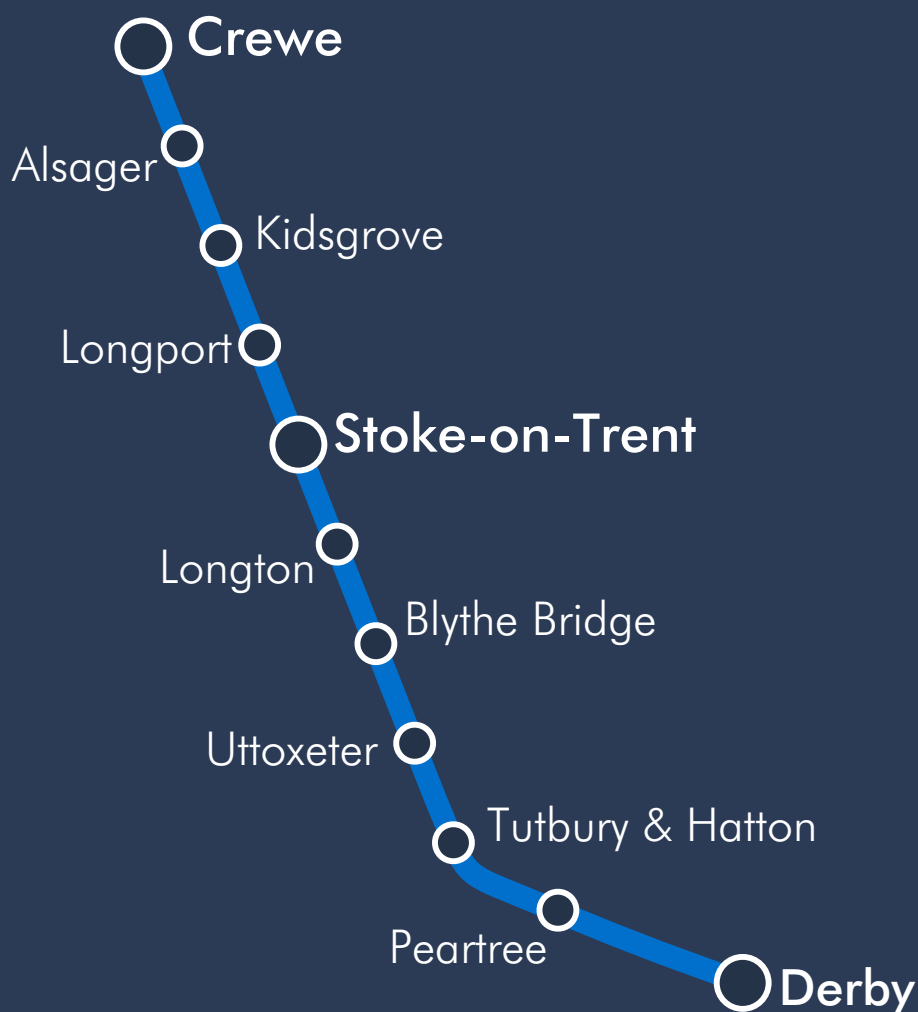 Crewe
Alsager
Kidsgrove
Longport
Stoke-on-Trent
Longton
Blythe Bridge
Uttoxeter
Tutbury & Hatton
Peartree
Derby